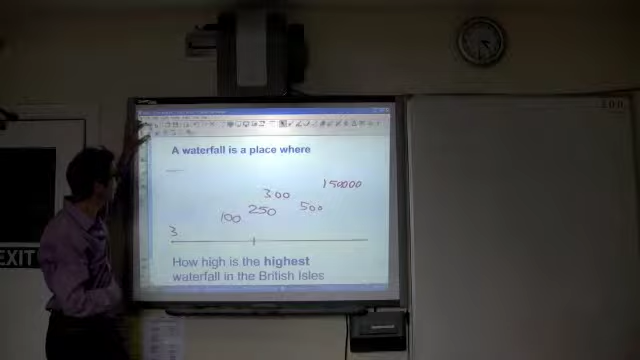 A waterfall is a place where
150000
300
100 250 500
3
How high is the highest
waterfall in the British Isles
EXIT